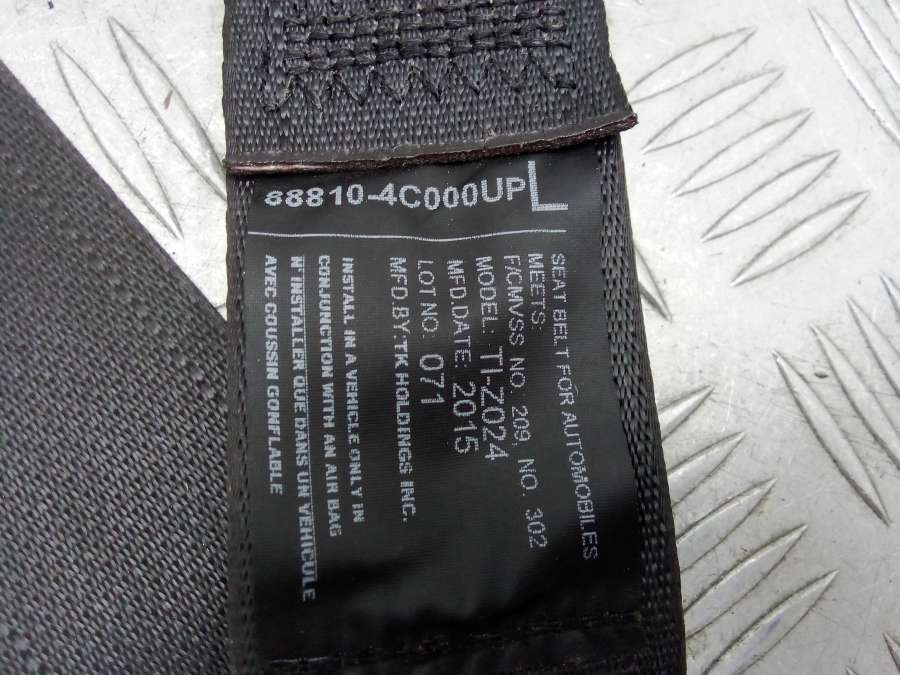 88810-4C000UP L
SEAT BELT FOR AUTOMOBILES
MEETS:
F/CMVSS NO. 209, NO. 302
MODEL: TI-Z024
MFD.DATE: 2015
LOT NO: 071
MFD.BY:TK HOLDINGS INC.
INSTALL IN A VEHICLE ONLY IN
CONJUNCTION WITH AN AIR BAG
N' INSTALLER QUE DANS UN VÉHICULE
AVEC COUSSIN GONFLABLE